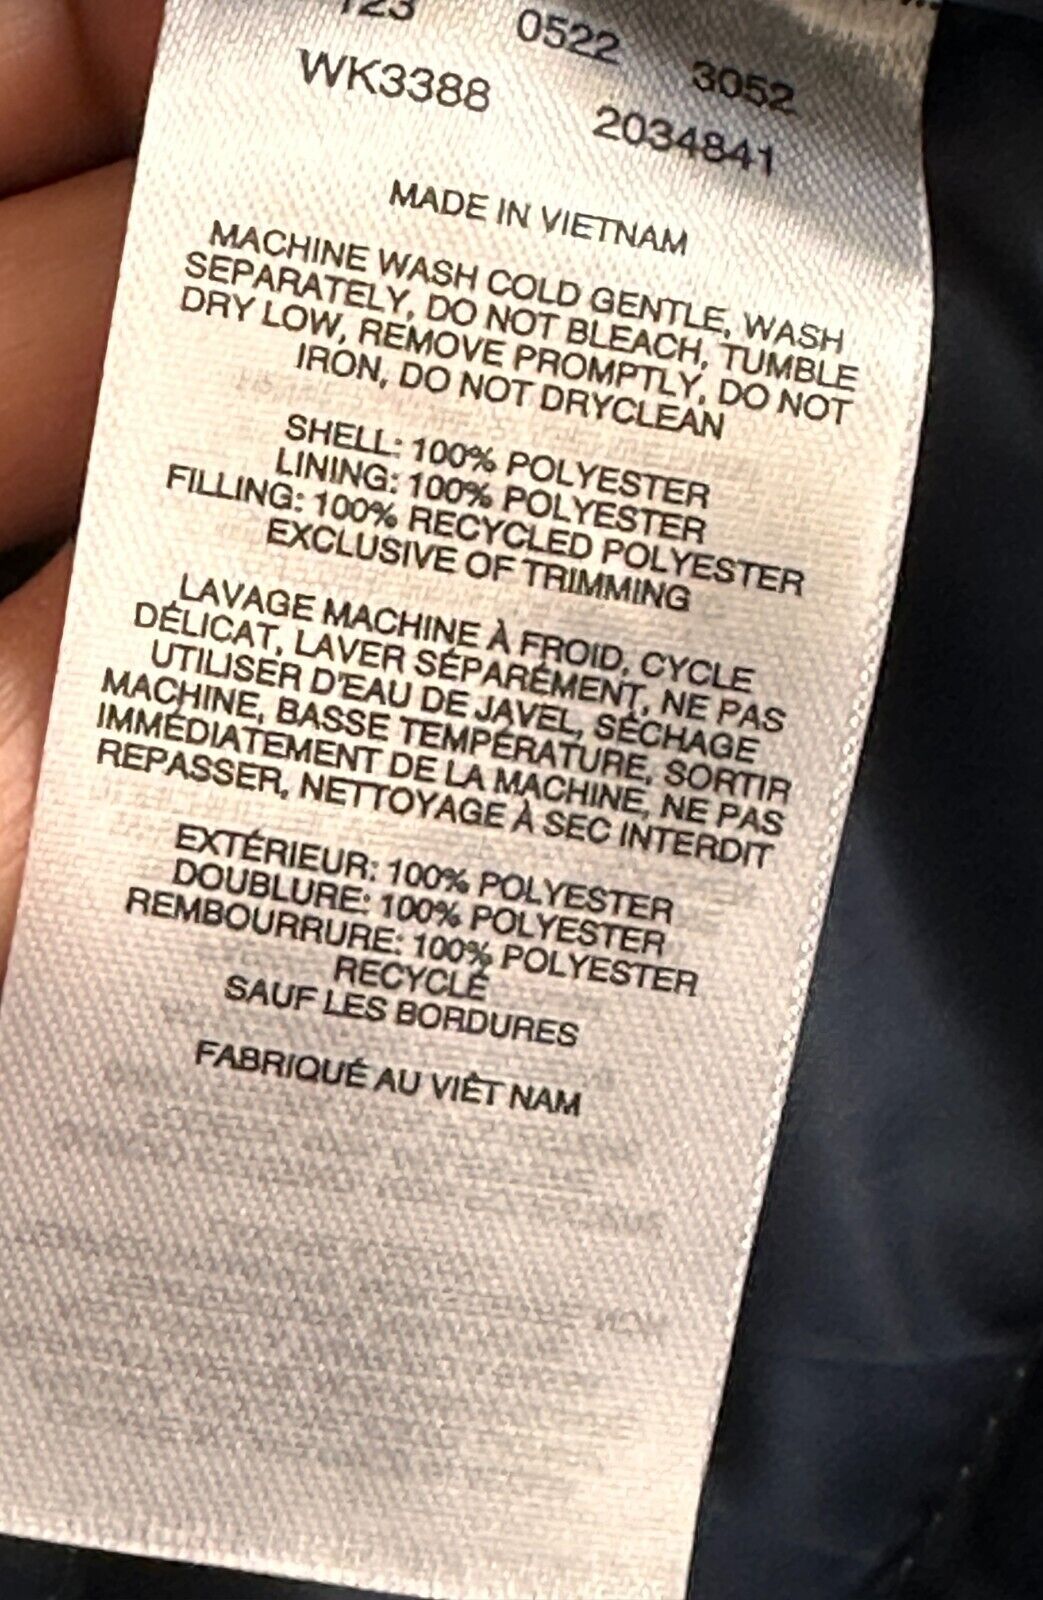 123 0522 3052
WK3388 2034841
MADE IN VIETNAM
MACHINE WASH COLD GENTLE, WASH
SEPARATELY, DO NOT BLEACH, TUMBLE
DRY LOW, REMOVE PROMPTLY, DO NOT
IRON, DO NOT DRYCLEAN
SHELL: 100% POLYESTER
LINING: 100% POLYESTER
FILLING: 100% RECYCLED POLYESTER
EXCLUSIVE OF TRIMMING
LAVAGE MACHINE À FROID, CYCLE
DÉLICAT, LAVER SÉPARÉMENT, NE PAS
UTILISER D'EAU DE JAVEL, SÉCHAGE
MACHINE, BASSE TEMPÉRATURE, SORTIR
IMMÉDIATEMENT DE LA MACHINE, NE PAS
REPASSER, NETTOYAGE À SEC INTERDIT
EXTÉRIEUR: 100% POLYESTER
DOUBLURE: 100% POLYESTER
REMBOURRURE: 100% POLYESTER
RECYCLÉ
SAUF LES BORDURES
FABRIQUÉ AU VIÊT NAM